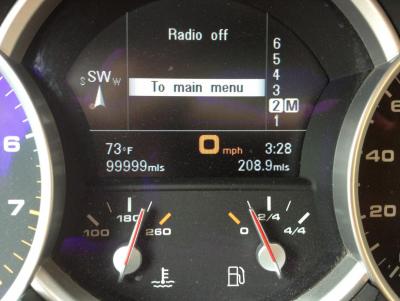 Radio off
6
5
S SW W
4
To main menu
3
2 M
1
73°F
0 mph
3:28
99999mls
208.9mls
6
7
60
40
20
100
180
260
0
2/4
4/4